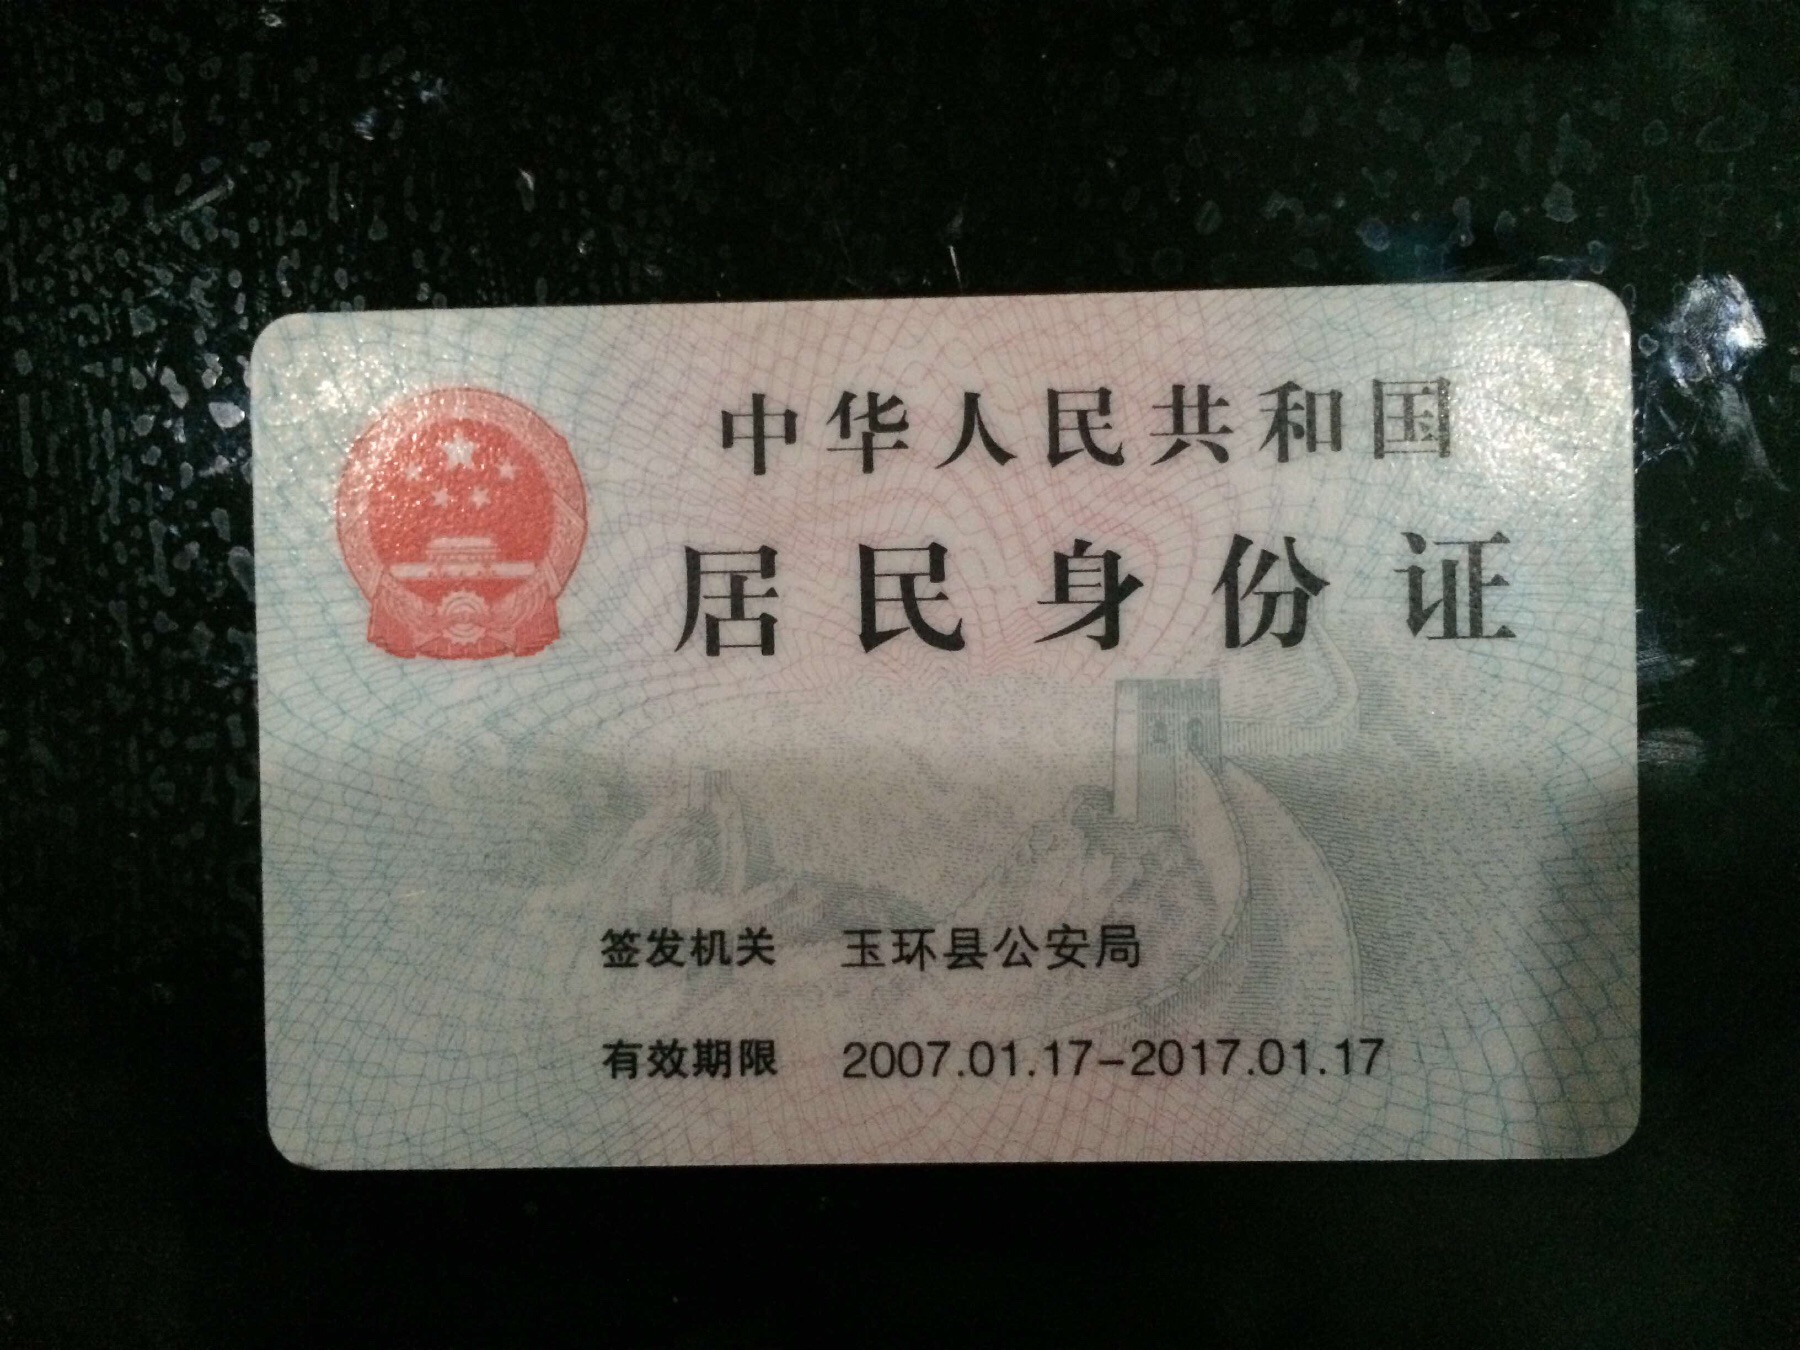 中华人民共和国
居民身份证
签发机关 玉环县公安局
有效期限 2007.01.17-2017.01.17